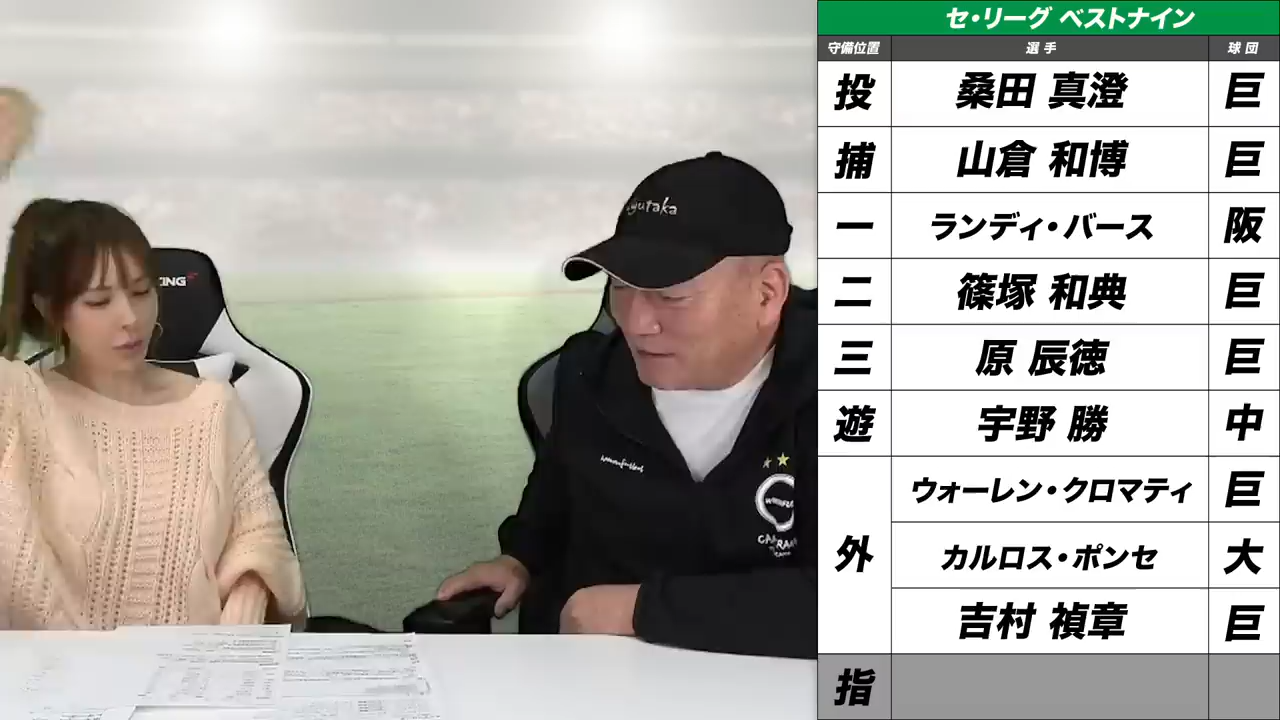 セ・リーグ ベストナイン
守備位置 選手 球団
投 桑田 真澄 巨
捕 山倉 和博 巨
一 ランディ・バース 阪
二 篠塚 和典 巨
三 原 辰徳 巨
遊 宇野 勝 中
外 ウォーレン・クロマティ 巨
カルロス・ポンセ 大
吉村 禎章 巨
指